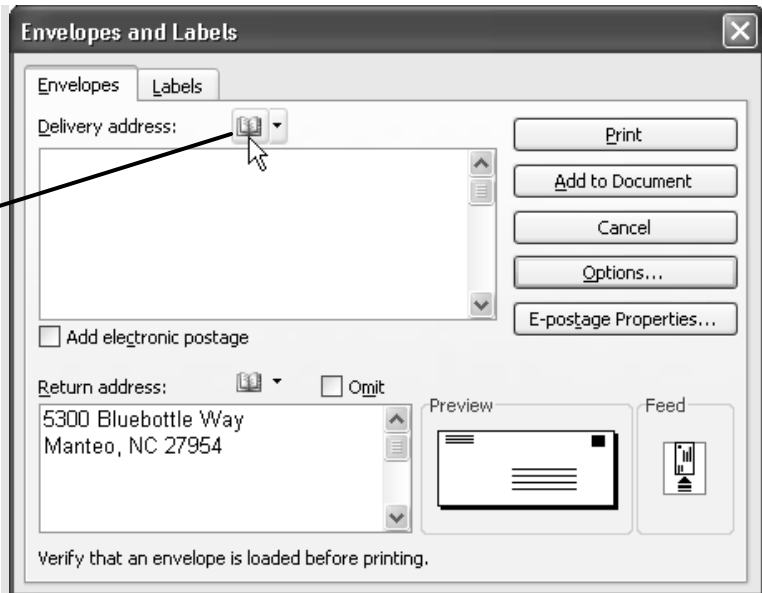 Envelopes and Labels
Envelopes
Labels
Delivery address:
Print
Add to Document
Cancel
Options...
E-postage Properties...
Add electronic postage
Return address:
Omit
5300 Bluebottle Way
Manteo, NC 27954
Preview
Feed
Verify that an envelope is loaded before printing.